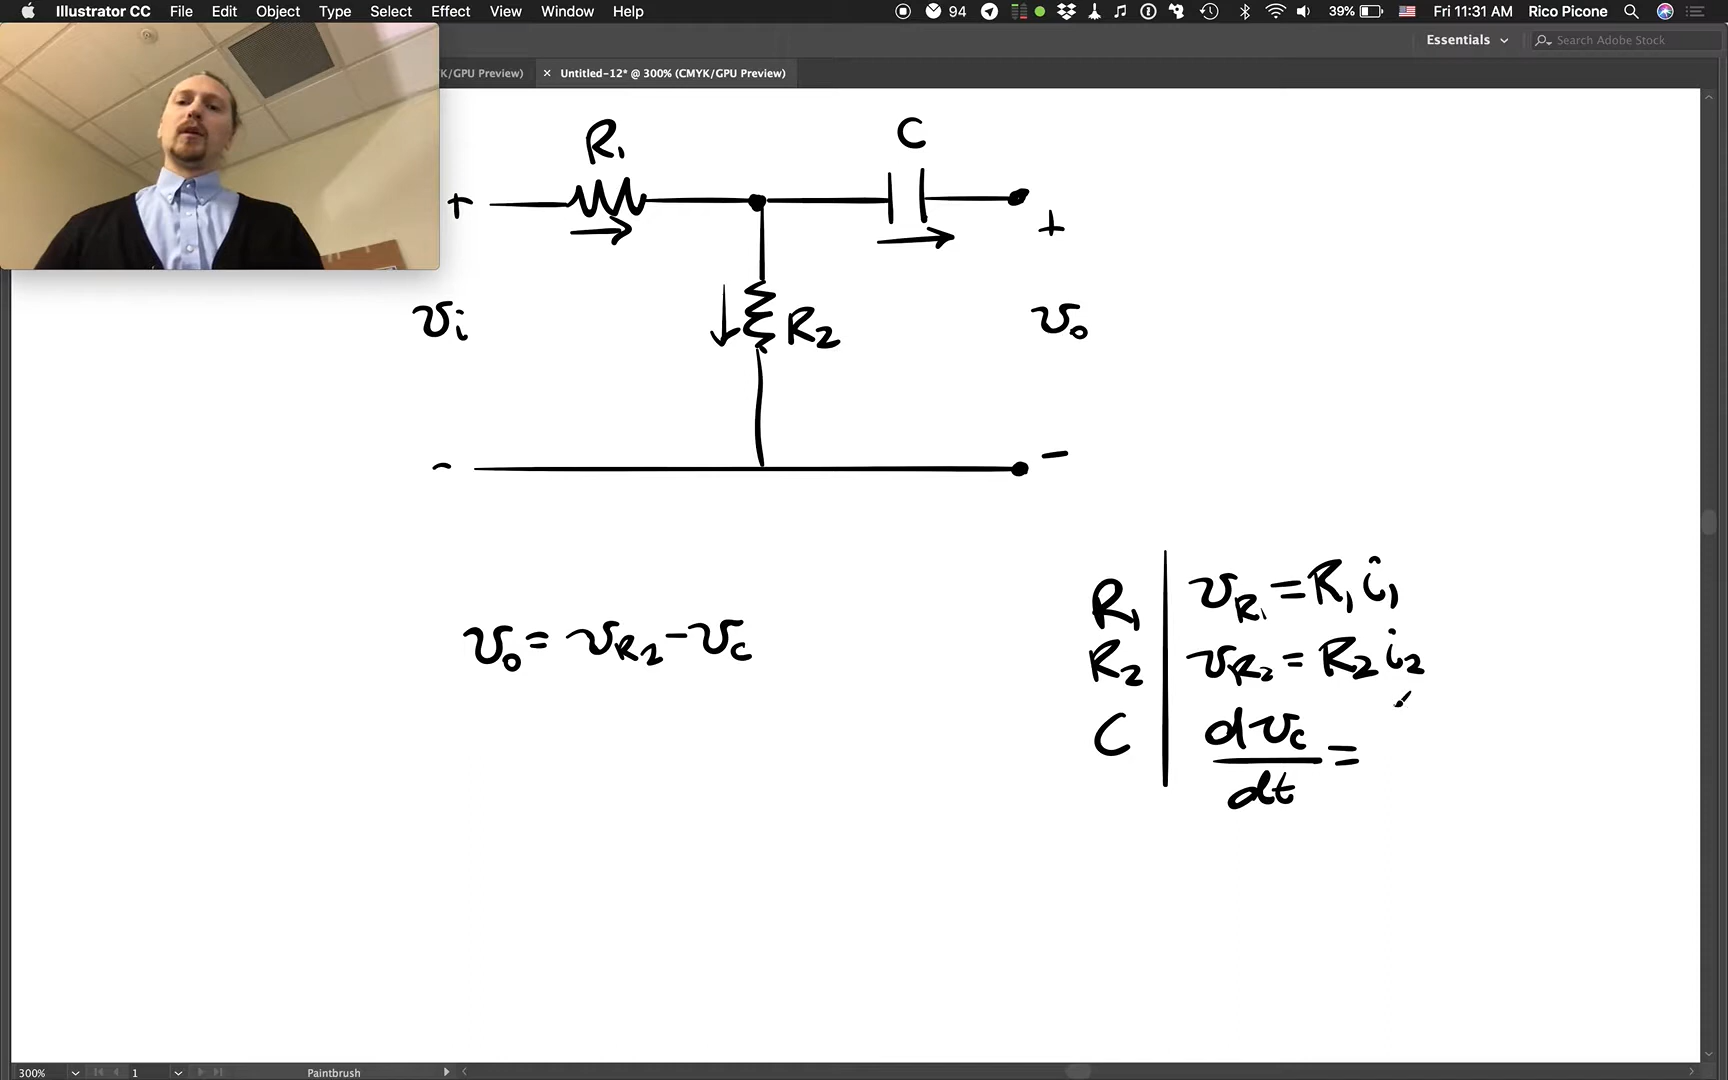 Illustrator CC File Edit Object Type Select Effect View Window Help 94 39% Fri 11:31 AM Rico Picone
Essentials Search Adobe Stock
K/GPU Preview) × Untitled-12* @ 300% (CMYK/GPU Preview)
R₁ C
+ +
vᵢ R₂ vₒ
- -
R₁ v_R₁ = R₁ i₁
vₒ = v_R₂ - v_C
R₂ v_R₂ = R₂ i₂
C dv_C/dt =
300% 1 Paintbrush